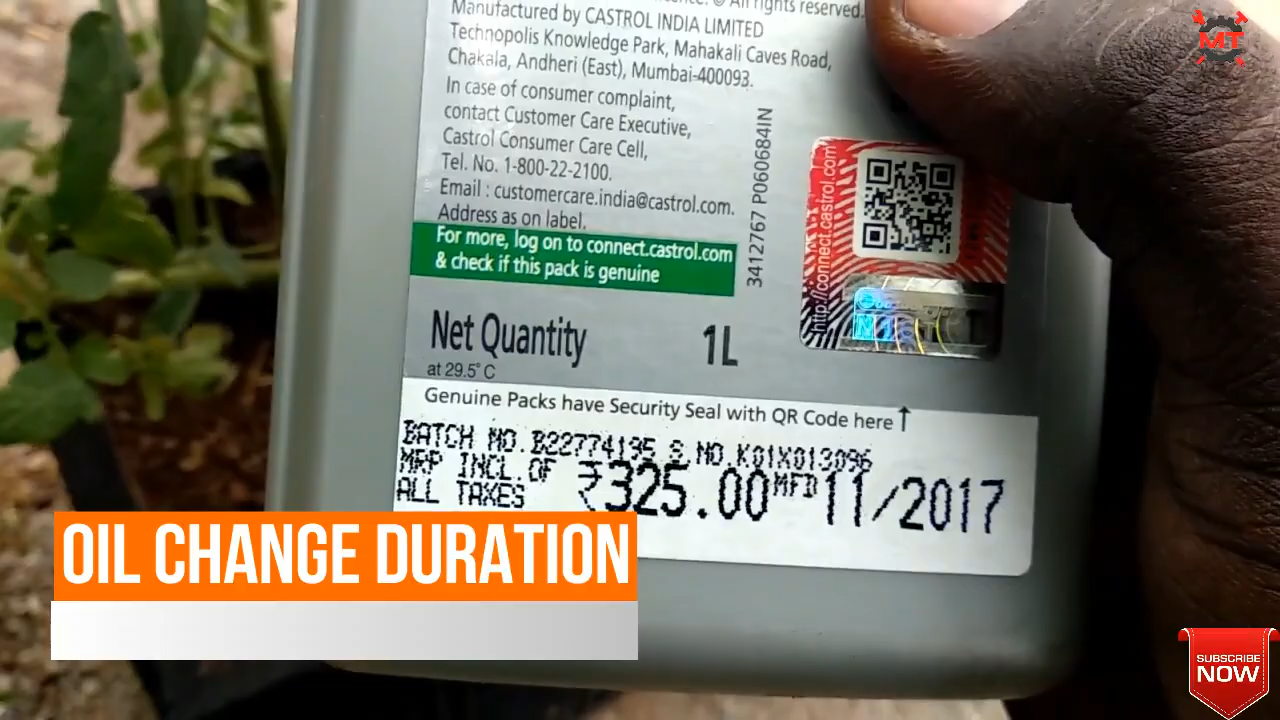 © All rights reserved.
Manufactured by CASTROL INDIA LIMITED
Technopolis Knowledge Park, Mahakali Caves Road,
Chakala, Andheri (East), Mumbai-400093.
In case of consumer complaint,
contact Customer Care Executive,
Castrol Consumer Care Cell,
Tel. No. 1-800-22-2100.
Email : customercare.india@castrol.com.
Address as on label.
For more, log on to connect.castrol.com
& check if this pack is genuine
3412767 P060684IN
http://connect.castrol.com
Net Quantity 1L
at 29.5°C
Genuine Packs have Security Seal with QR Code here ↑
BATCH NO. B22774195 S.NO.K01X013096
MRP INCL.OF
ALL TAXES
₹325.00 MFD 11/2017
OIL CHANGE DURATION
MT
SUBSCRIBE
NOW